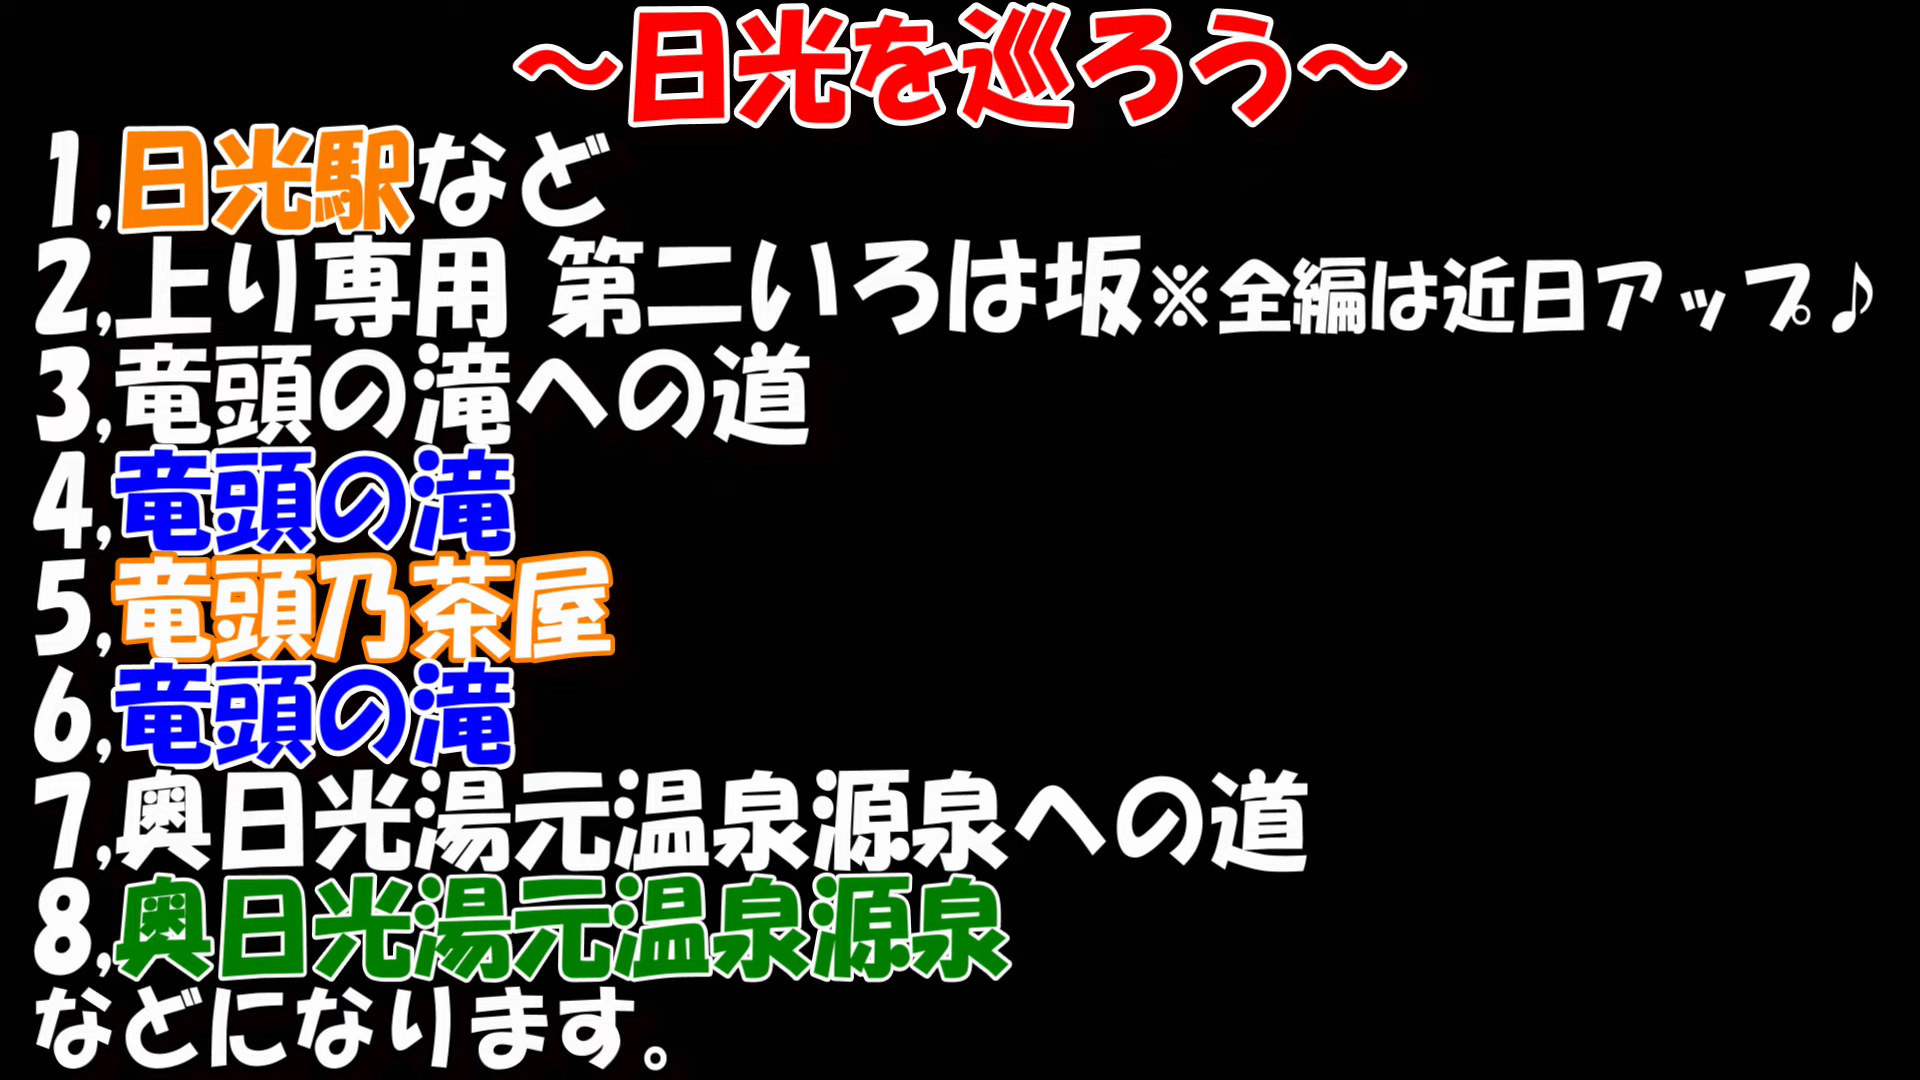 ～日光を巡ろう～
1,日光駅など
2,上り専用 第二いろは坂※全編は近日アップ♪
3,竜頭の滝への道
4,竜頭の滝
5,竜頭乃茶屋
6,竜頭の滝
7,奥日光湯元温泉源泉への道
8,奥日光湯元温泉源泉
などになります。